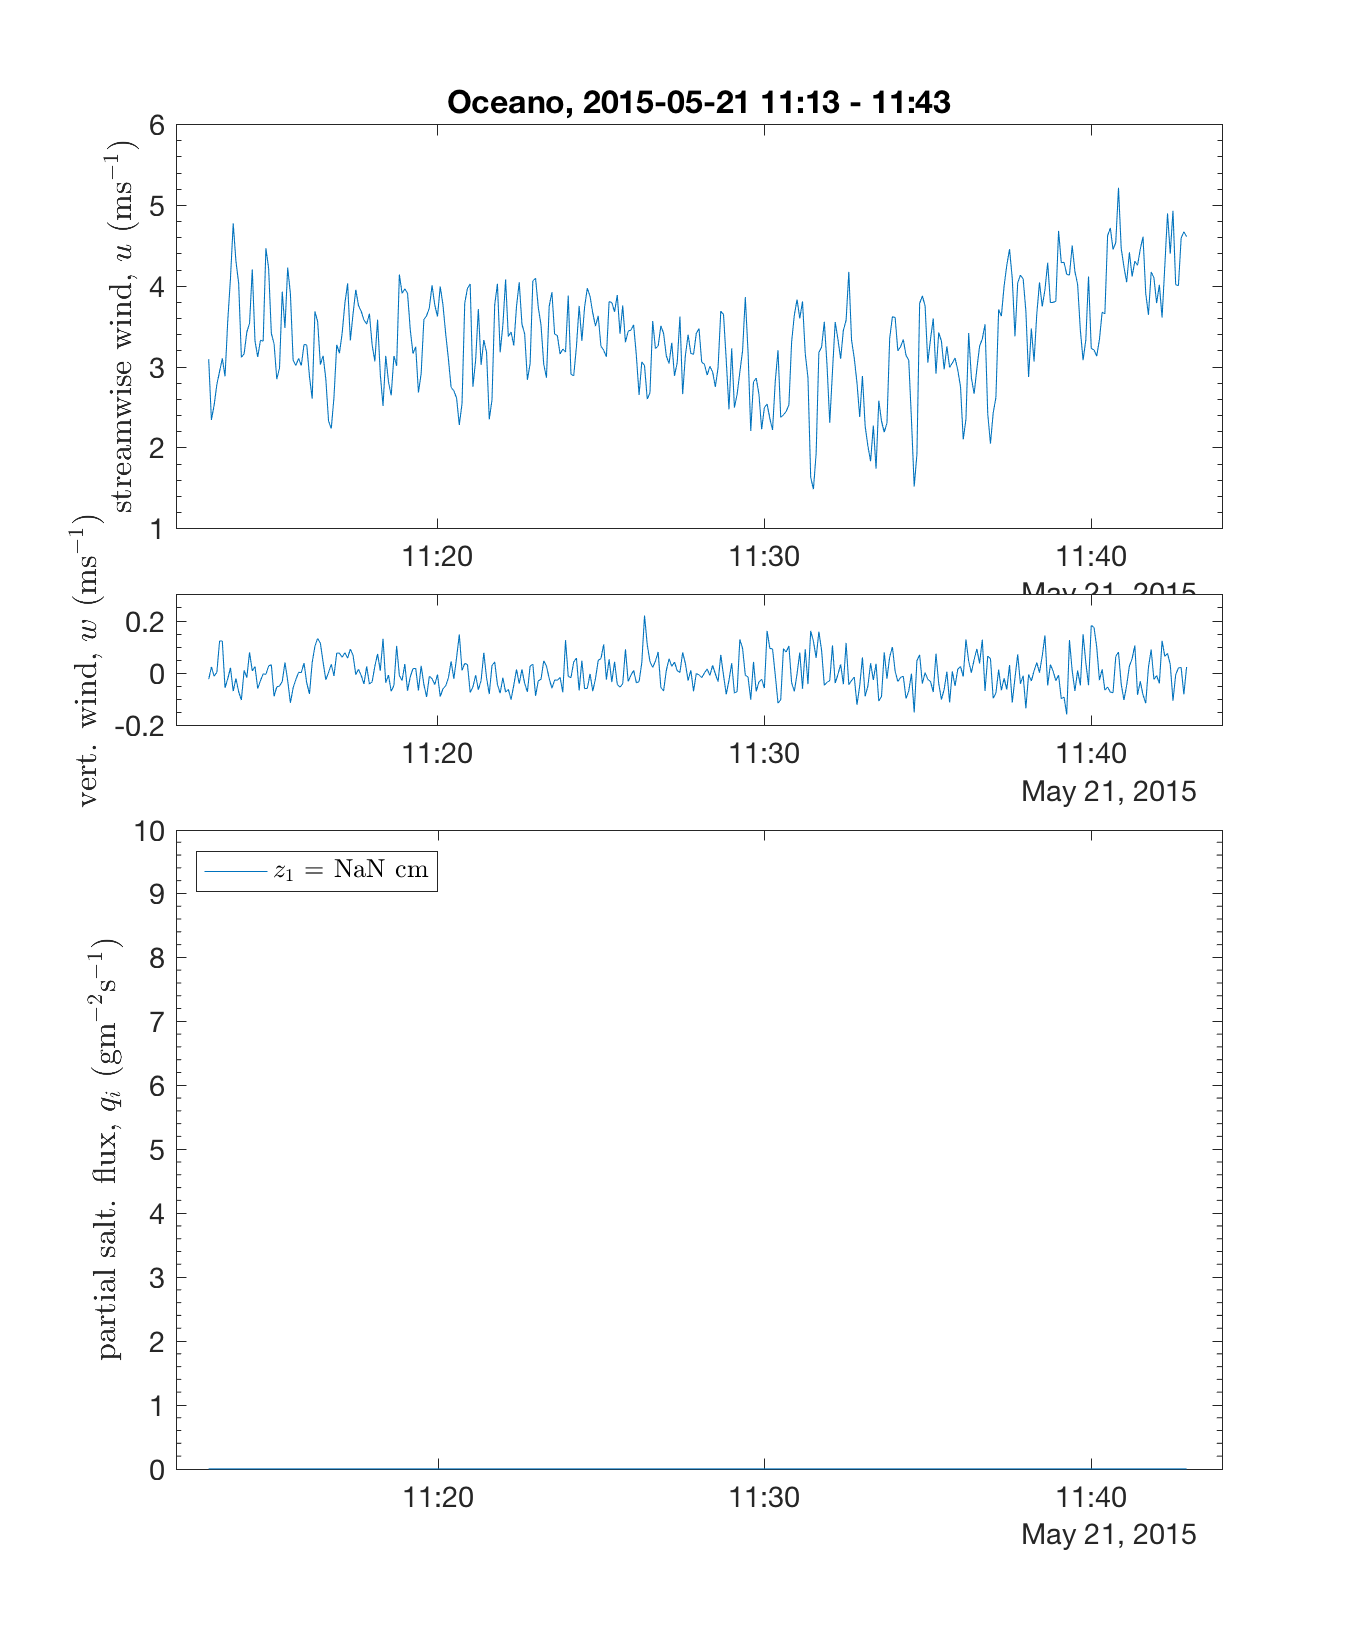 Oceano, 2015-05-21 11:13 - 11:43
streamwise wind, u (ms⁻¹)
6
5
4
3
2
1
11:20 11:30 11:40
May 21, 2015
vert. wind, w (ms⁻¹)
0.2
0
-0.2
11:20 11:30 11:40
May 21, 2015
partial salt. flux, qᵢ (gm⁻²s⁻¹)
10
9
8
7
6
5
4
3
2
1
0
z₁ = NaN cm
11:20 11:30 11:40
May 21, 2015